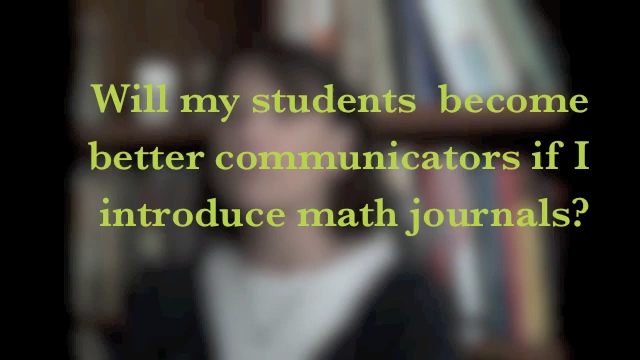 Will my students  become
better communicators if I
introduce math journals?